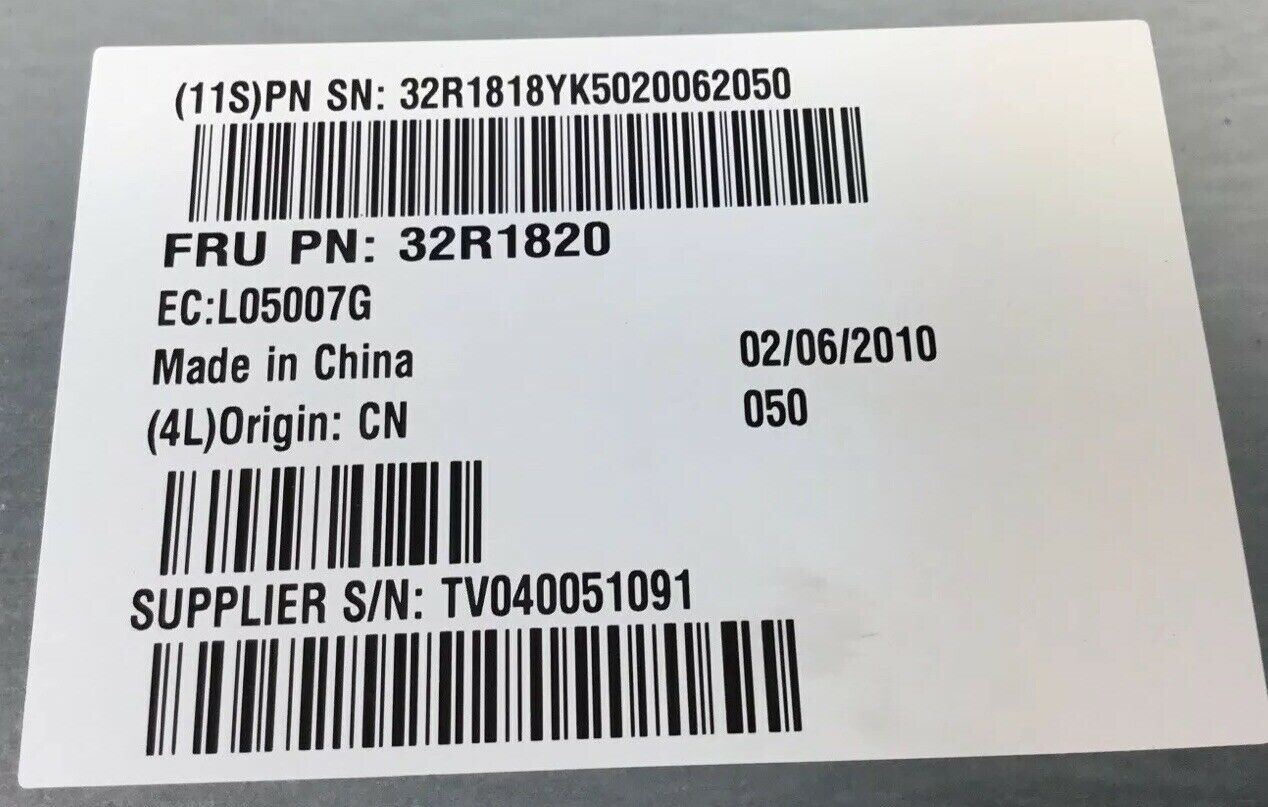 (11S)PN SN: 32R1818YK5020062050
FRU PN: 32R1820
EC:L05007G
Made in China 02/06/2010
(4L)Origin: CN 050
SUPPLIER S/N: TV040051091